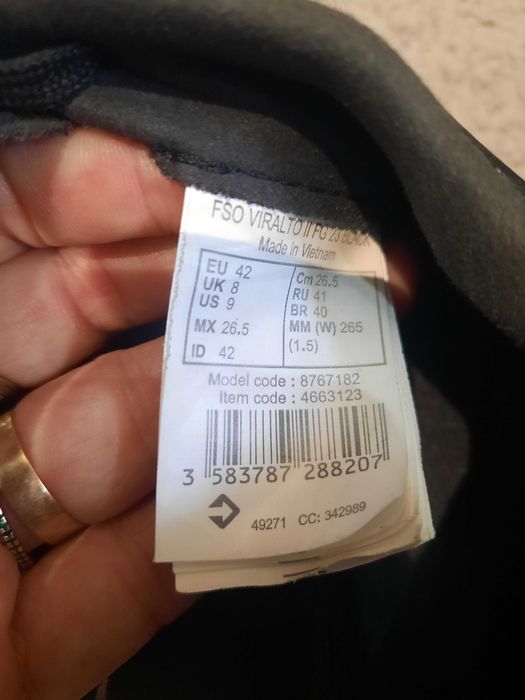 FSO VIRALTO II FG 23 BLACK
Made in Vietnam
EU 42
UK 8
US 9
MX 26.5
ID 42
Cm 26.5
RU 41
BR 40
MM (W) 265
(1.5)
Model code : 8767182
Item code : 4663123
3 583787 288207
49271 CC: 342989